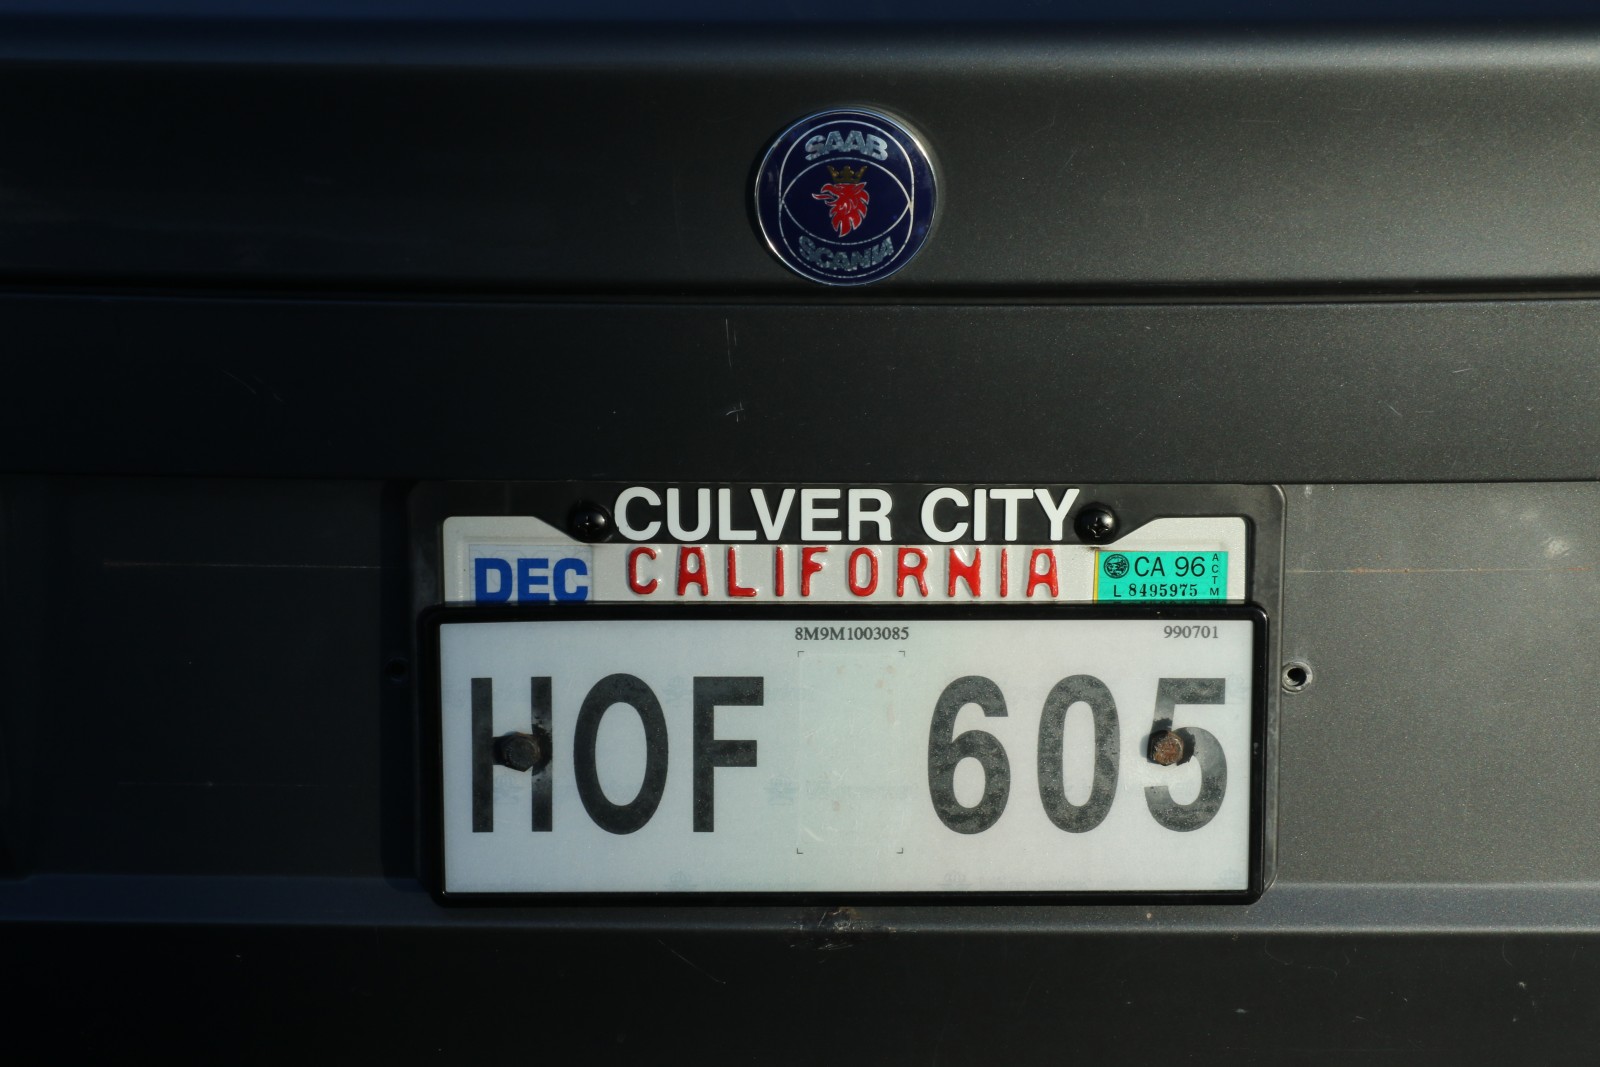 SAAB
SCANIA
CULVER CITY
DEC CALIFORNIA CA 96
L 8495975
8M9M1003085 990701
HOF 605